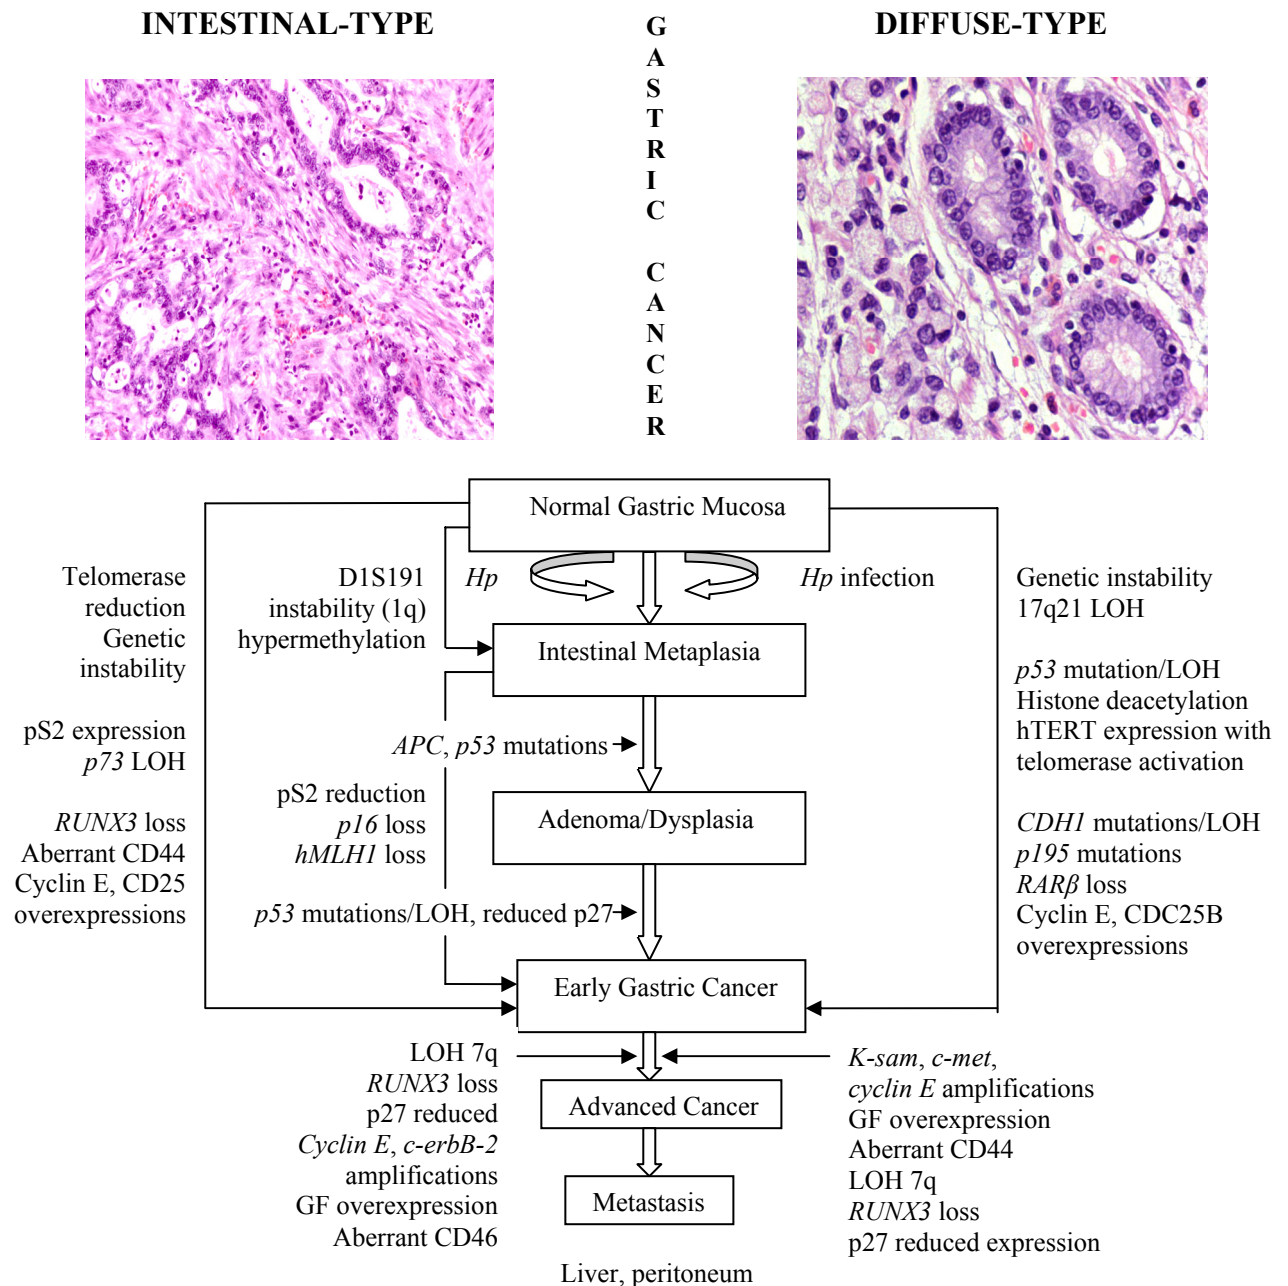 INTESTINAL-TYPE
GASTRIC CANCER
DIFFUSE-TYPE
Normal Gastric Mucosa
Telomerase
reduction
Genetic
instability
D1S191
instability (1q)
hypermethylation
Hp
Hp infection
Genetic instability
17q21 LOH
Intestinal Metaplasia
p53 mutation/LOH
Histone deacetylation
hTERT expression with
telomerase activation
pS2 expression
p73 LOH
APC, p53 mutations
pS2 reduction
p16 loss
hMLH1 loss
Adenoma/Dysplasia
RUNX3 loss
Aberrant CD44
Cyclin E, CD25
overexpressions
CDH1 mutations/LOH
p195 mutations
RARβ loss
Cyclin E, CDC25B
overexpressions
p53 mutations/LOH, reduced p27
Early Gastric Cancer
LOH 7q
RUNX3 loss
p27 reduced
Cyclin E, c-erbB-2
amplifications
GF overexpression
Aberrant CD46
K-sam, c-met,
cyclin E amplifications
GF overexpression
Aberrant CD44
LOH 7q
RUNX3 loss
p27 reduced expression
Advanced Cancer
Metastasis
Liver, peritoneum